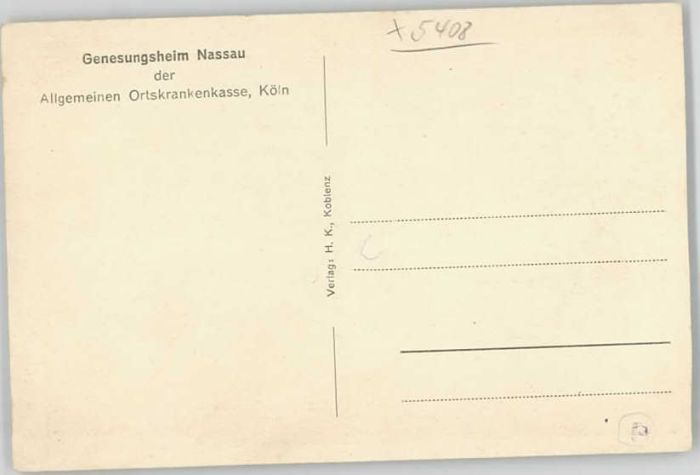 Genesungsheim Nassau
der
Allgemeinen Ortskrankenkasse, Köln
x 5408
Verlag: H. K., Koblenz